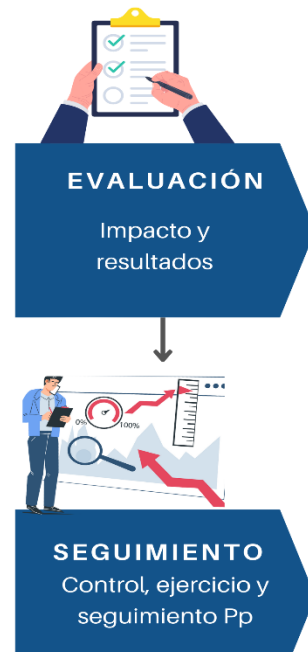 EVALUACIÓN
Impacto y
resultados
0%
100%
SEGUIMIENTO
Control, ejercicio y
seguimiento Pp